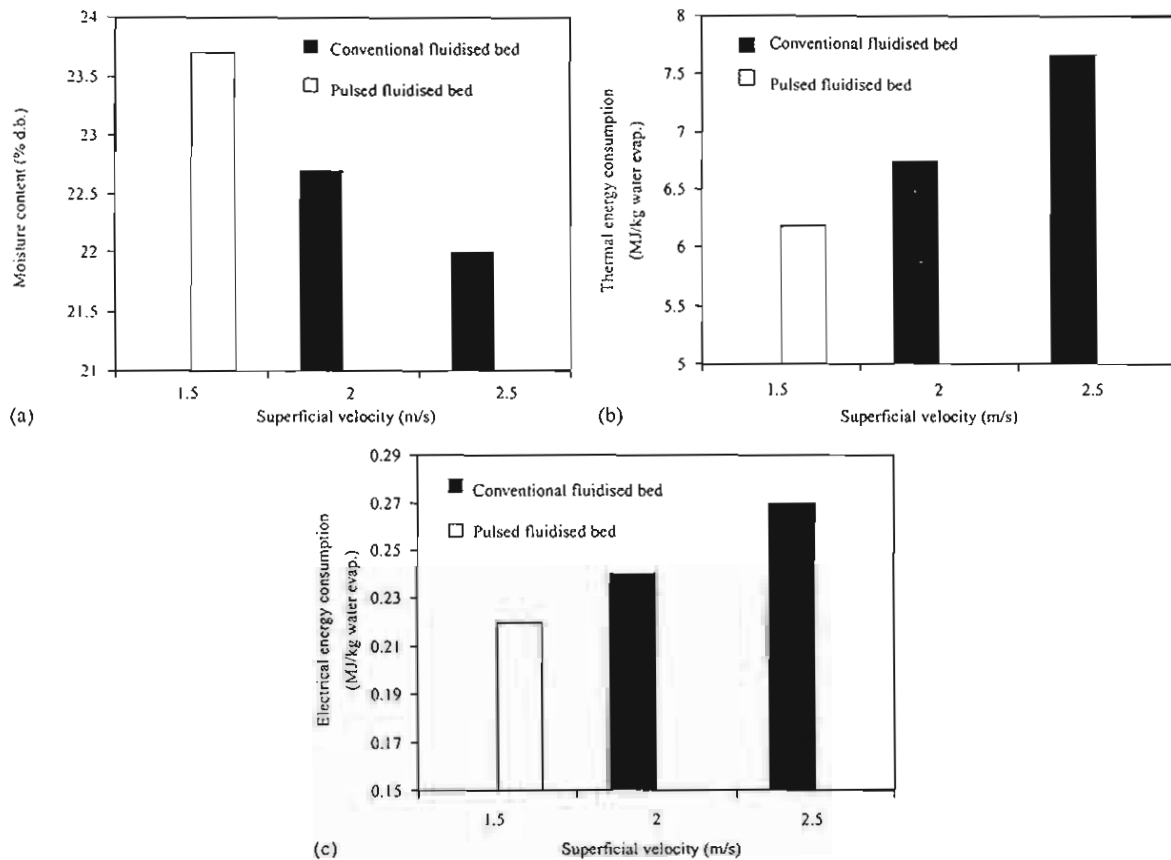 24
23.5
23
22.5
22
21.5
21
Moisture content (% d.b.)
Conventional fluidised bed
Pulsed fluidised bed
1.5 2 2.5
Superficial velocity (m/s)
(a)
8
7.5
7
6.5
6
5.5
5
Thermal energy consumption
(MJ/kg water evap.)
Conventional fluidised bed
Pulsed fluidised bed
1.5 2 2.5
Superficial velocity (m/s)
(b)
0.29
0.27
0.25
0.23
0.21
0.19
0.17
0.15
Electrical energy consumption
(MJ/kg water evap.)
Conventional fluidised bed
Pulsed fluidised bed
1.5 2 2.5
Superficial velocity (m/s)
(c)